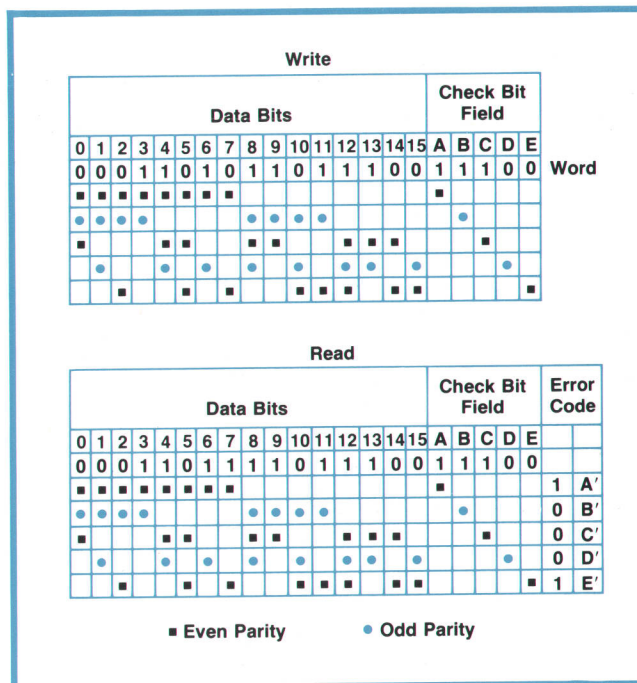 Write
Data Bits Check Bit Field
0 1 2 3 4 5 6 7 8 9 10 11 12 13 14 15 A B C D E
0 0 0 1 1 0 1 0 1 1 0 1 1 1 0 0 1 1 1 0 0 Word
Read
Data Bits Check Bit Field Error Code
0 1 2 3 4 5 6 7 8 9 10 11 12 13 14 15 A B C D E
0 0 0 1 1 0 1 1 1 1 0 1 1 1 0 0 1 1 1 0 0
1 A'
0 B'
0 C'
0 D'
1 E'
■ Even Parity ● Odd Parity